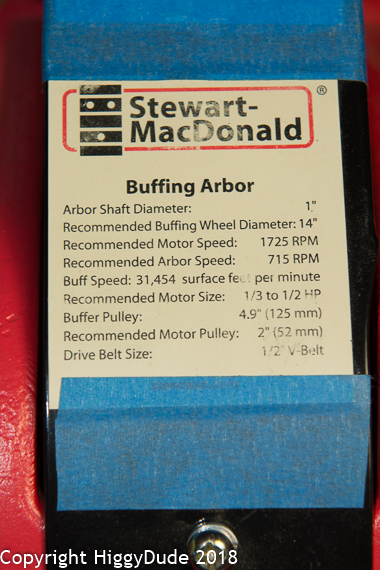 Stewart-
MacDonald ®
Buffing Arbor
Arbor Shaft Diameter: 1"
Recommended Buffing Wheel Diameter: 14"
Recommended Motor Speed: 1725 RPM
Recommended Arbor Speed: 715 RPM
Buff Speed: 31,454 surface feet per minute
Recommended Motor Size: 1/3 to 1/2 HP
Buffer Pulley: 4.9" (125 mm)
Recommended Motor Pulley: 2" (52 mm)
Drive Belt Size: 1/2" V-Belt
Copyright HiggyDude 2018